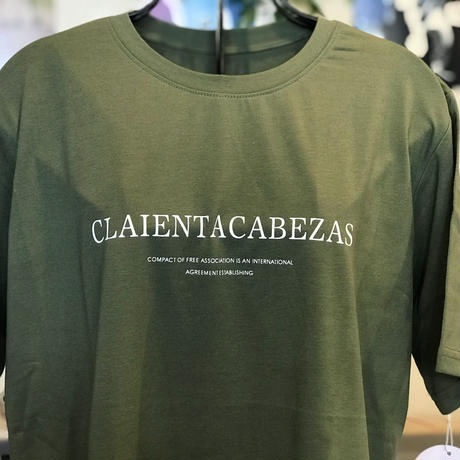 CLAIENTACABEZAS
COMPACT OF FREE ASSOCIATION IS AN INTERNATIONAL
AGREEMENT ESTABLISHING